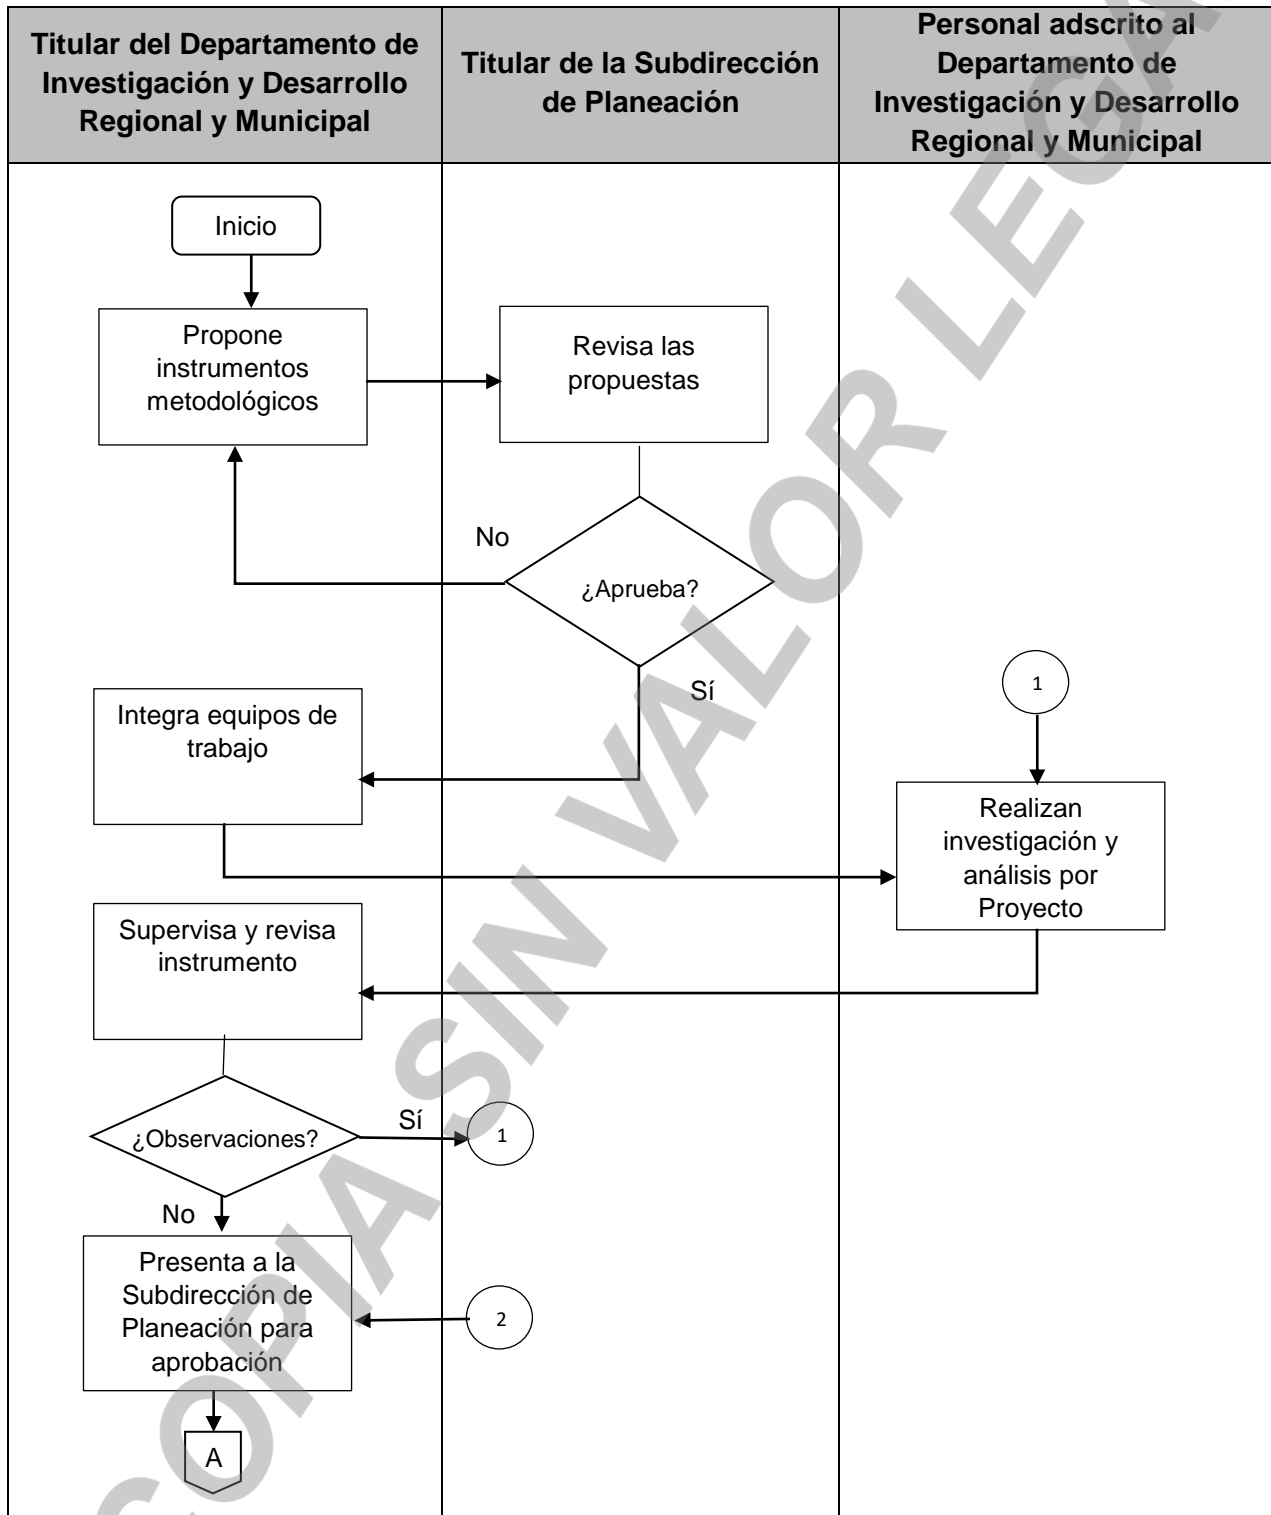 Titular del Departamento de
Investigación y Desarrollo
Regional y Municipal
Titular de la Subdirección
de Planeación
Personal adscrito al
Departamento de
Investigación y Desarrollo
Regional y Municipal
Inicio
Propone
instrumentos
metodológicos
Revisa las
propuestas
No
¿Aprueba?
Sí
1
Integra equipos de
trabajo
Realizan
investigación y
análisis por
Proyecto
Supervisa y revisa
instrumento
¿Observaciones?
Sí
1
No
Presenta a la
Subdirección de
Planeación para
aprobación
2
A
COPIA SIN VALOR LEGAL